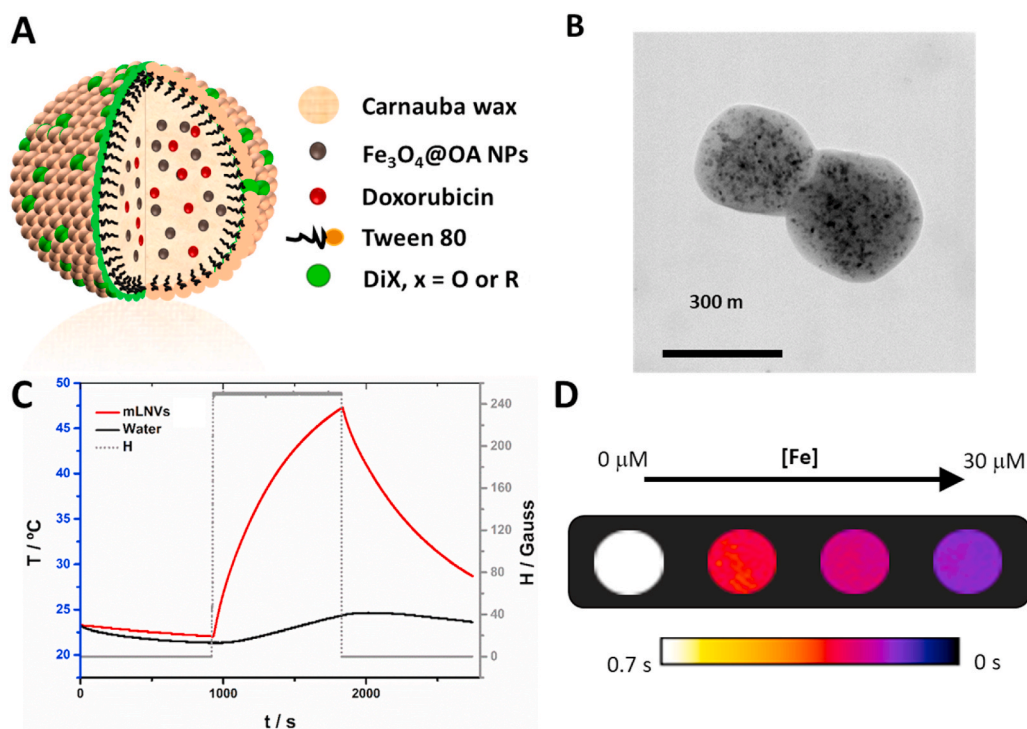 A
Carnauba wax
Fe₃O₄@OA NPs
Doxorubicin
Tween 80
DiX, x = O or R
B
300 m
C
50
45
40
35
30
25
20
T / ºC
mLNVs
Water
H
240
200
160
120
80
40
0
H / Gauss
0
1000
2000
t / s
D
0 μM
[Fe]
30 μM
0.7 s
0 s